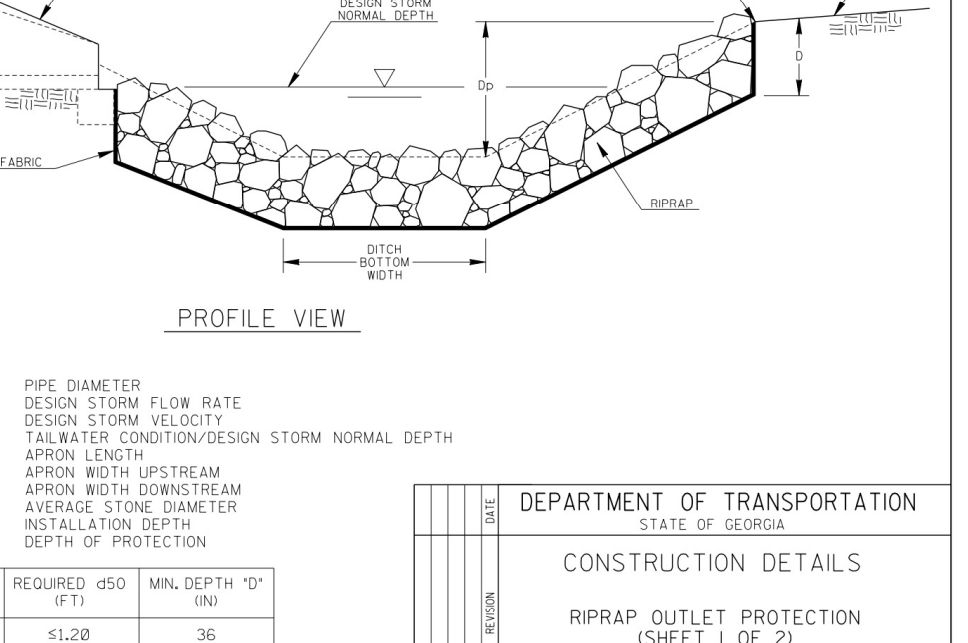 DESIGN STORM
NORMAL DEPTH
Dp
D
FABRIC
RIPRAP
DITCH
BOTTOM
WIDTH
PROFILE VIEW
PIPE DIAMETER
DESIGN STORM FLOW RATE
DESIGN STORM VELOCITY
TAILWATER CONDITION/DESIGN STORM NORMAL DEPTH
APRON LENGTH
APRON WIDTH UPSTREAM
APRON WIDTH DOWNSTREAM
AVERAGE STONE DIAMETER
INSTALLATION DEPTH
DEPTH OF PROTECTION
REQUIRED d50
(FT)
MIN. DEPTH "D"
(IN)
≤1.20
36
DATE
REVISION
DEPARTMENT OF TRANSPORTATION
STATE OF GEORGIA
CONSTRUCTION DETAILS
RIPRAP OUTLET PROTECTION
(SHEET 1 OF 2)